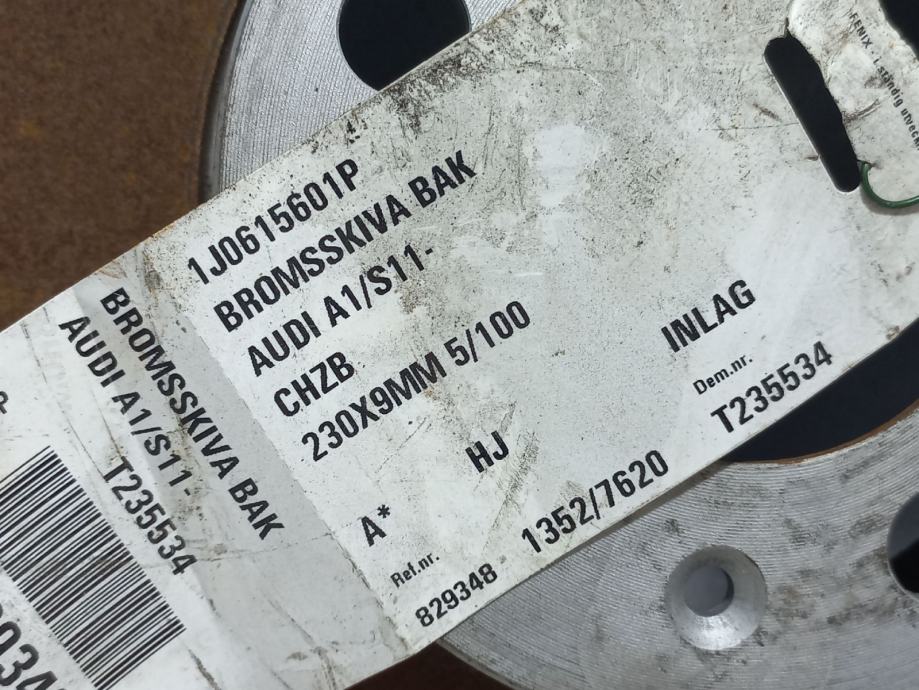 1J0615601P
BROMSSKIVA BAK
AUDI A1/S11-
CHZB
230X9MM 5/100
INLAG
HJ
Dem.nr.
A*
1352/7620
T235534
Ref.nr.
829348
BROMSSKIVA BAK
AUDI A1/S11-
T235534
FENIX